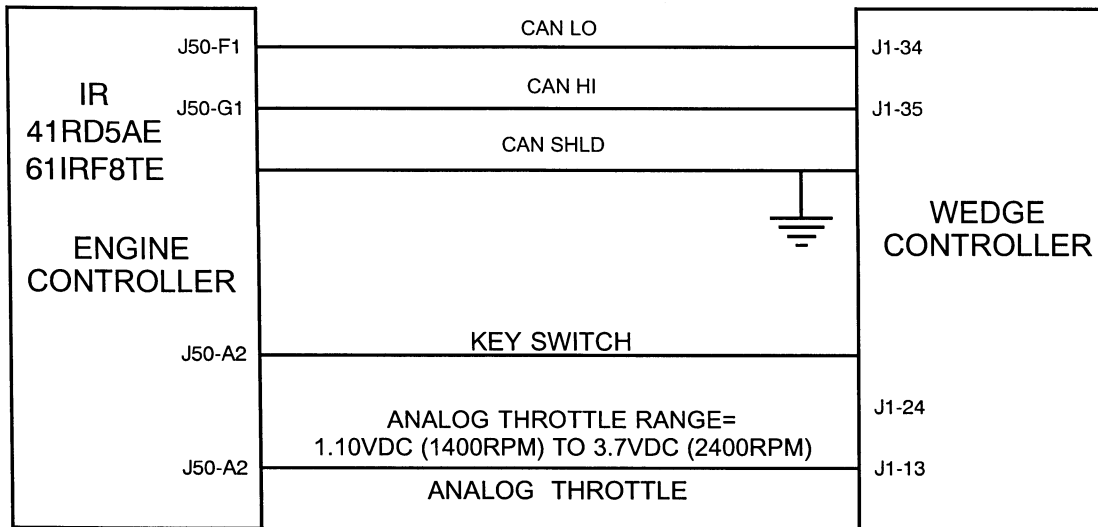 CAN LO
J50-F1
J1-34
CAN HI
J50-G1
J1-35
IR
41RD5AE
61IRF8TE
CAN SHLD
WEDGE
CONTROLLER
ENGINE
CONTROLLER
KEY SWITCH
J50-A2
J1-24
ANALOG THROTTLE RANGE=
1.10VDC (1400RPM) TO 3.7VDC (2400RPM)
J50-A2
J1-13
ANALOG THROTTLE